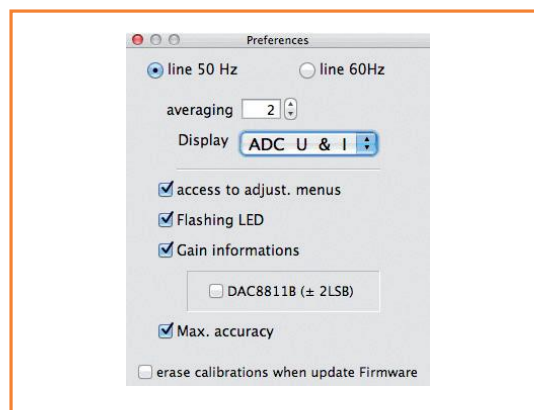 Preferences
line 50 Hz line 60Hz
averaging 2
Display ADC U & I
access to adjust. menus
Flashing LED
Gain informations
DAC8811B (± 2LSB)
Max. accuracy
erase calibrations when update Firmware